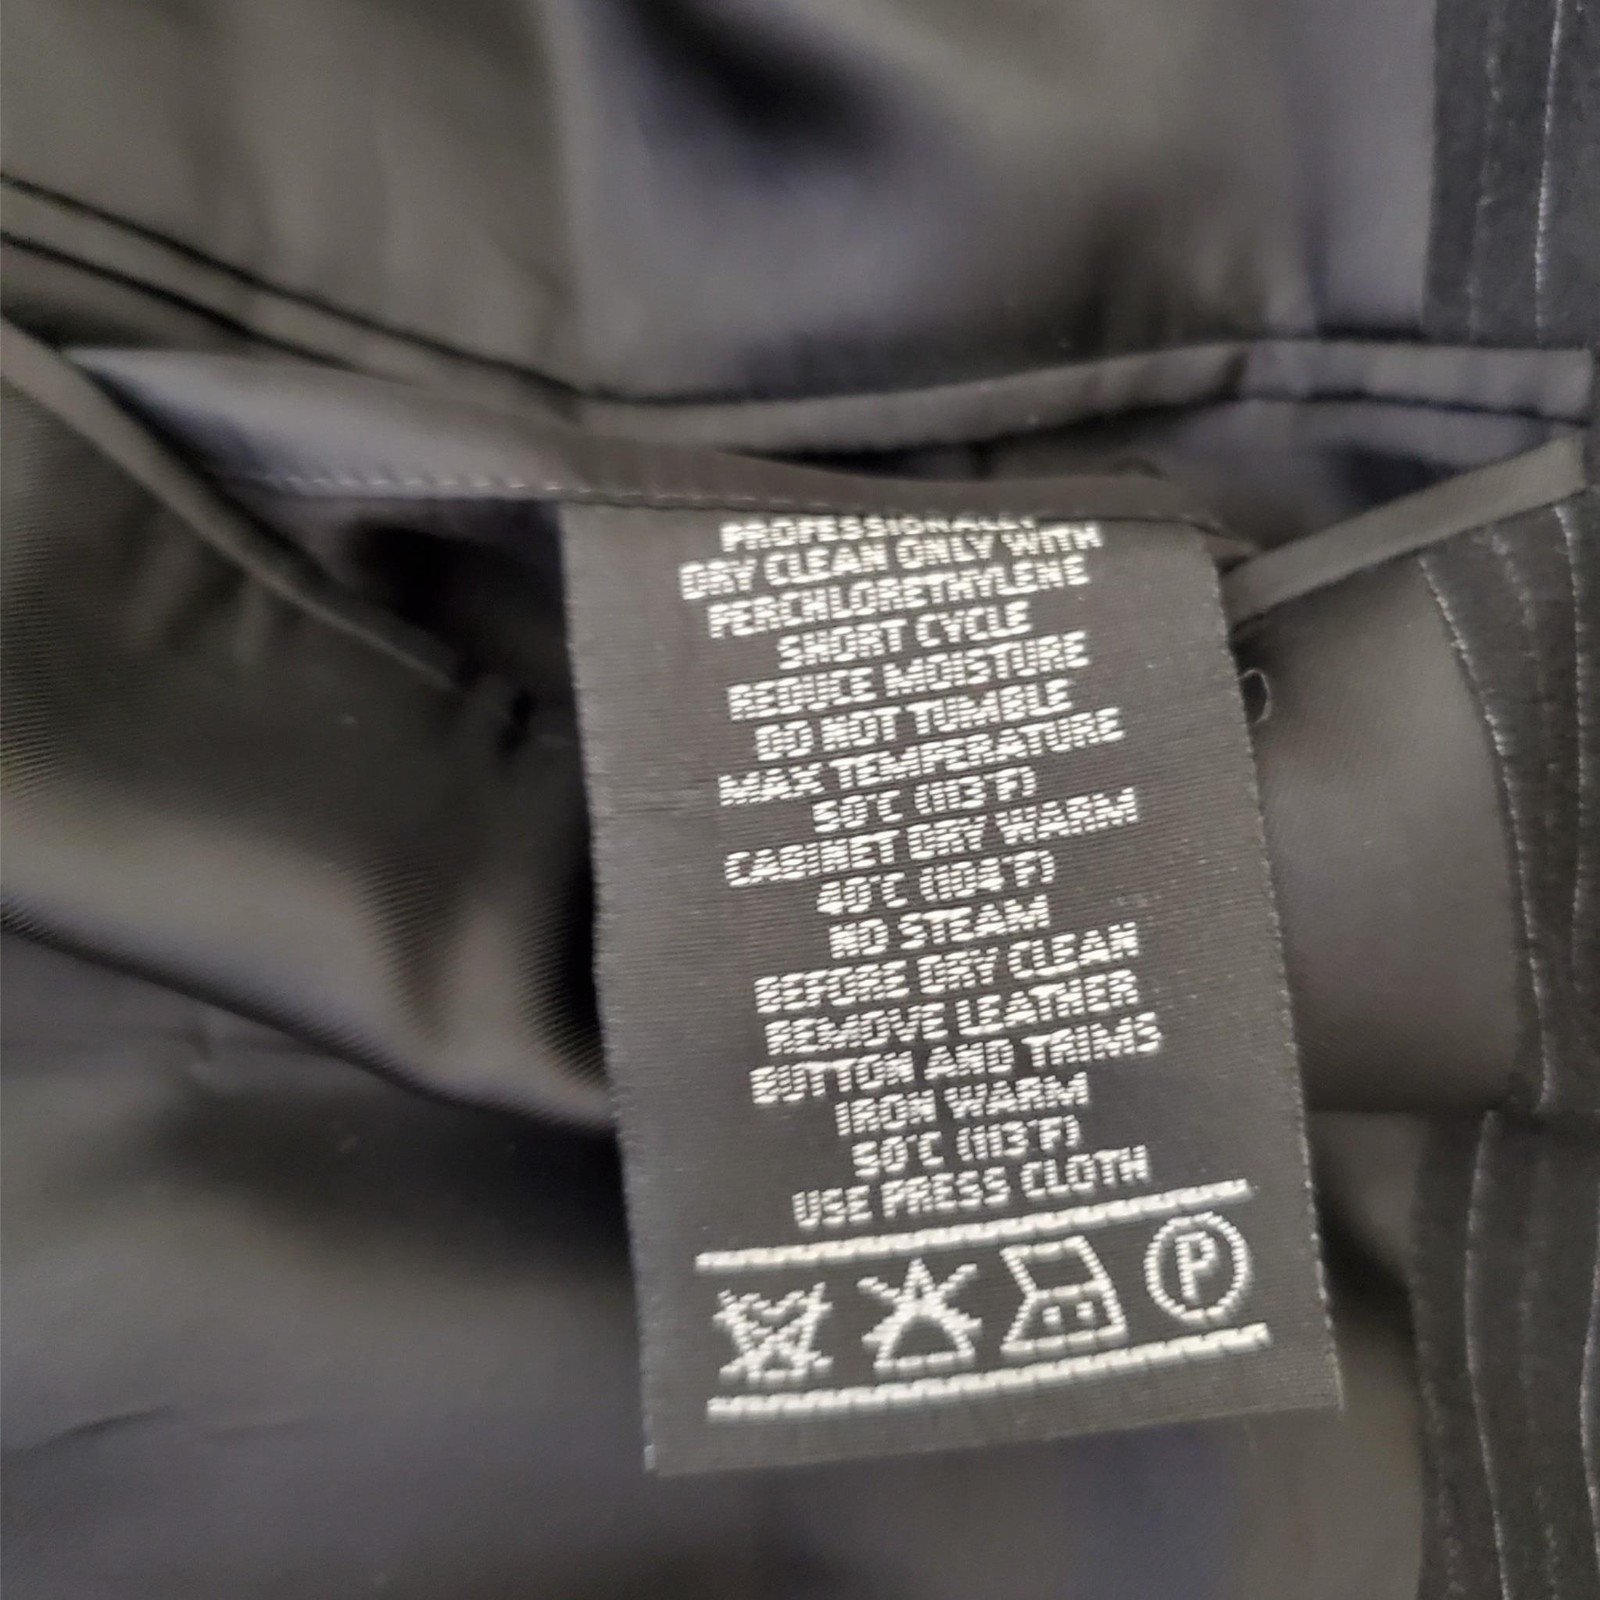 PROFESSIONALLY
DRY CLEAN ONLY WITH
PERCHLORETHYLENE
SHORT CYCLE
REDUCE MOISTURE
DO NOT TUMBLE
MAX TEMPERATURE
50°C (113°F)
CABINET DRY WARM
40°C (104°F)
NO STEAM
BEFORE DRY CLEAN
REMOVE LEATHER
BUTTON AND TRIMS
IRON WARM
50°C (113°F)
USE PRESS CLOTH
P